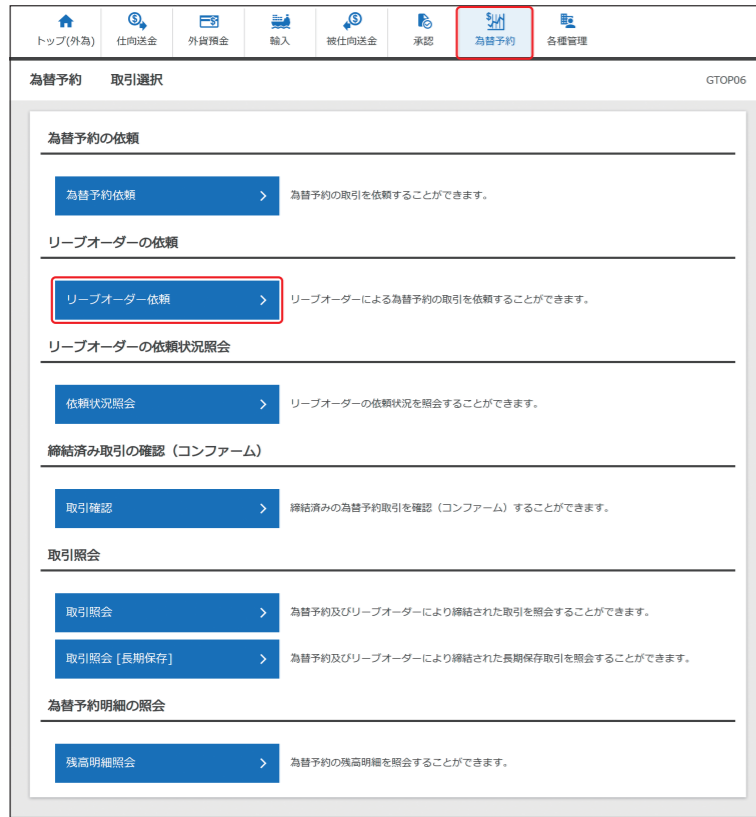 トップ(外為) 仕向送金 外貨預金 輸入 被仕向送金 承認 為替予約 各種管理
為替予約 取引選択 GTOP06
為替予約の依頼
為替予約依頼 為替予約の取引を依頼することができます。
リーブオーダーの依頼
リーブオーダー依頼 リーブオーダーによる為替予約の取引を依頼することができます。
リーブオーダーの依頼状況照会
依頼状況照会 リーブオーダーの依頼状況を照会することができます。
締結済み取引の確認（コンファーム）
取引確認 締結済みの為替予約取引を確認（コンファーム）することができます。
取引照会
取引照会 為替予約及びリーブオーダーにより締結された取引を照会することができます。
取引照会 [長期保存] 為替予約及びリーブオーダーにより締結された長期保存取引を照会することができます。
為替予約明細の照会
残高明細照会 為替予約の残高明細を照会することができます。